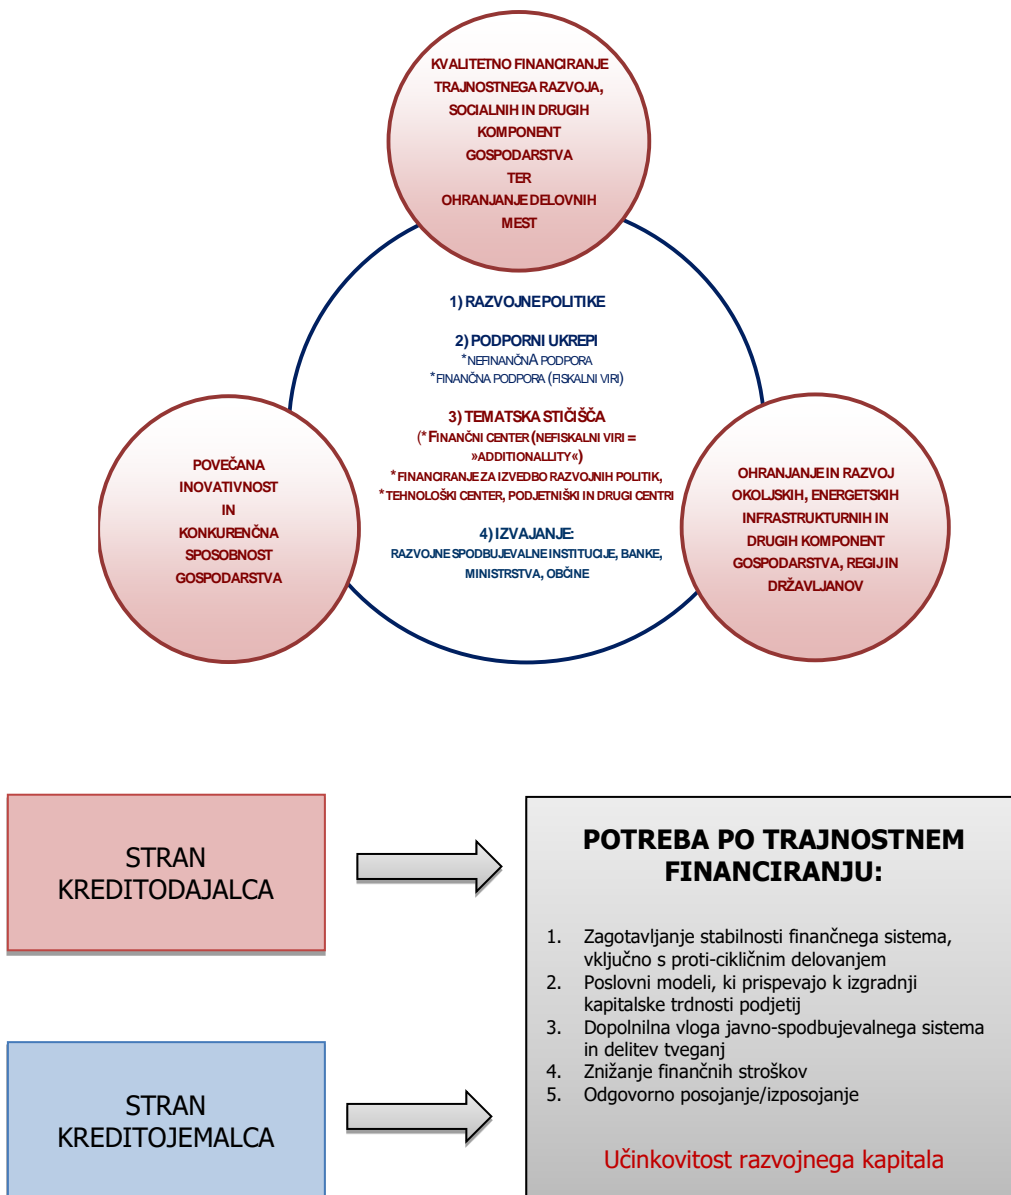 KVALITETNO FINANCIRANJE
TRAJNOSTNEGA RAZVOJA,
SOCIALNIH IN DRUGIH
KOMPONENT
GOSPODARSTVA
TER
OHRANJANJE DELOVNIH
MEST
1) RAZVOJNE POLITIKE
2) PODPORNI UKREPI
*NEFINANČNA PODPORA
*FINANČNA PODPORA (FISKALNI VIRI)
3) TEMATSKA STIČIŠČA
(* FINANČNI CENTER (NEFISKALNI VIRI =
»ADDITIONALLITY«)
* FINANCIRANJE ZA IZVEDBO RAZVOJNIH POLITIK,
* TEHNOLOŠKI CENTER, PODJETNIŠKI IN DRUGI CENTRI
4) IZVAJANJE:
RAZVOJNE SPODBUJEVALNE INSTITUCIJE, BANKE,
MINISTRSTVA, OBČINE
POVEČANA
INOVATIVNOST
IN
KONKURENČNA
SPOSOBNOST
GOSPODARSTVA
OHRANJANJE IN RAZVOJ
OKOLJSKIH, ENERGETSKIH
INFRASTRUKTURNIH IN
DRUGIH KOMPONENT
GOSPODARSTVA, REGIJ IN
DRŽAVLJANOV
STRAN
KREDITODAJALCA
STRAN
KREDITOJEMALCA
POTREBA PO TRAJNOSTNEM
FINANCIRANJU:
1. Zagotavljanje stabilnosti finančnega sistema,
vključno s proti-cikličnim delovanjem
2. Poslovni modeli, ki prispevajo k izgradnji
kapitalske trdnosti podjetij
3. Dopolnilna vloga javno-spodbujevalnega sistema
in delitev tveganj
4. Znižanje finančnih stroškov
5. Odgovorno posojanje/izposojanje
Učinkovitost razvojnega kapitala